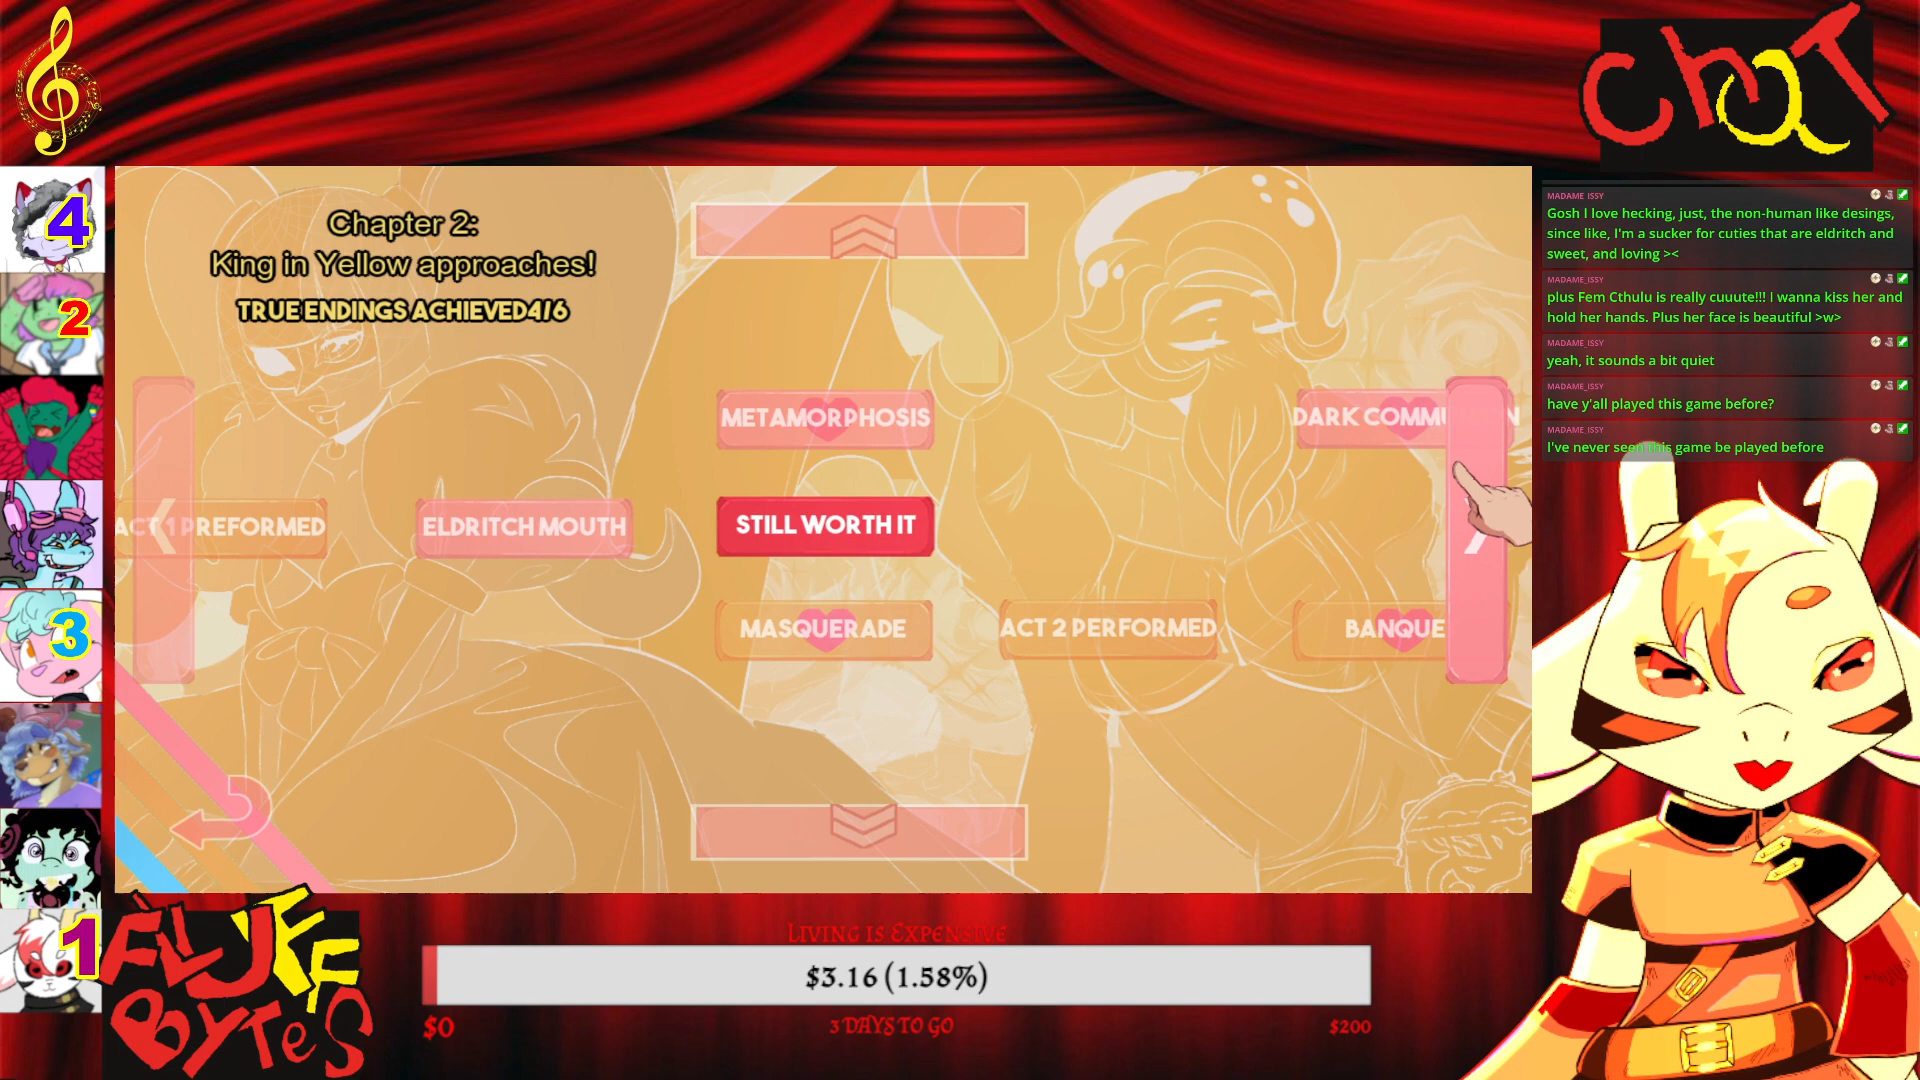 Chat
Chapter 2:
King in Yellow approaches!
TRUE ENDINGS ACHIEVED4/6
METAMORPHOSIS
ACT 1 PREFORMED
ELDRITCH MOUTH
STILL WORTH IT
MASQUERADE
ACT 2 PERFORMED
BANQUE
DARK COMMU N
MADAME_ISSY
Gosh I love hecking, just, the non-human like desings,
since like, I'm a sucker for cuties that are eldritch and
sweet, and loving ><
MADAME_ISSY
plus Fem Cthulu is really cuuute!!! I wanna kiss her and
hold her hands. Plus her face is beautiful >w>
MADAME_ISSY
yeah, it sounds a bit quiet
MADAME_ISSY
have y'all played this game before?
MADAME_ISSY
I've never seen this game be played before
4
2
3
1
FLUFF
BYTES
LIVING IS EXPENSIVE
$3.16 (1.58%)
$0
3 DAYS TO GO
$200